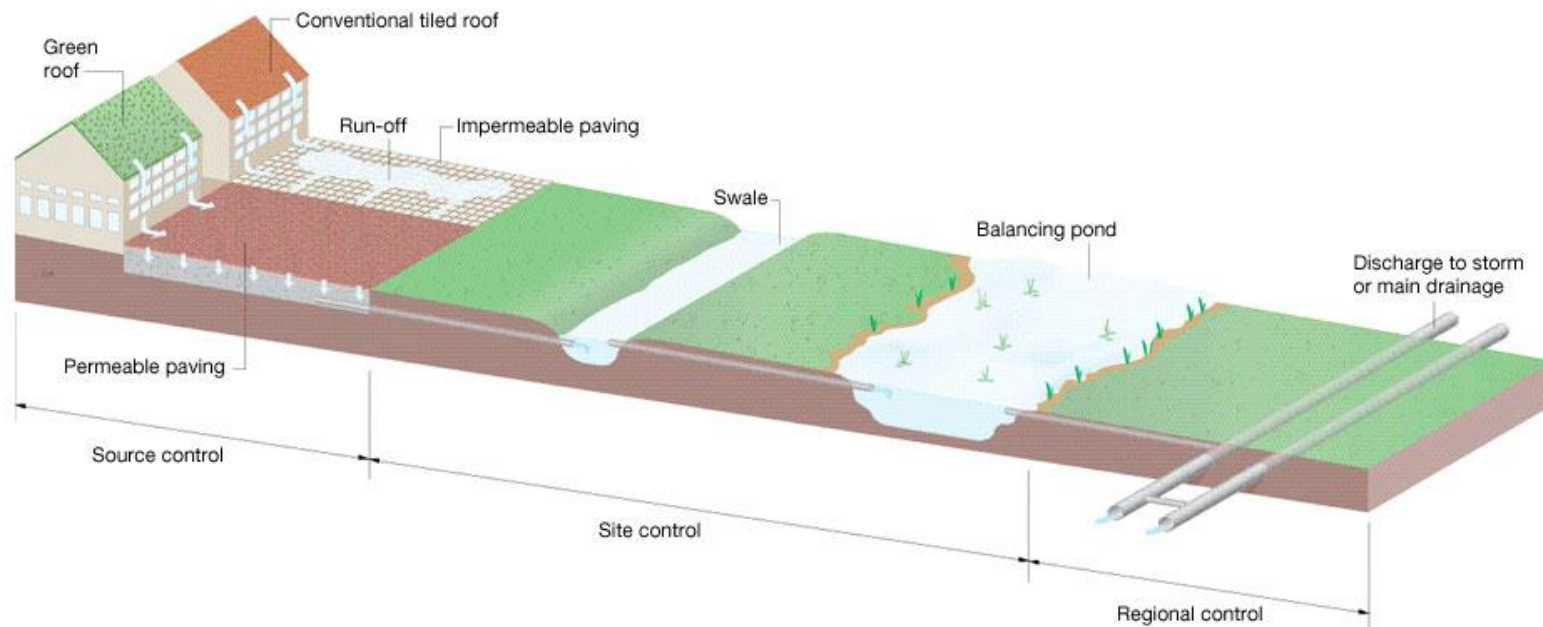 Conventional tiled roof
Green
roof
Run-off
Impermeable paving
Swale
Balancing pond
Discharge to storm
or main drainage
Permeable paving
Source control
Site control
Regional control